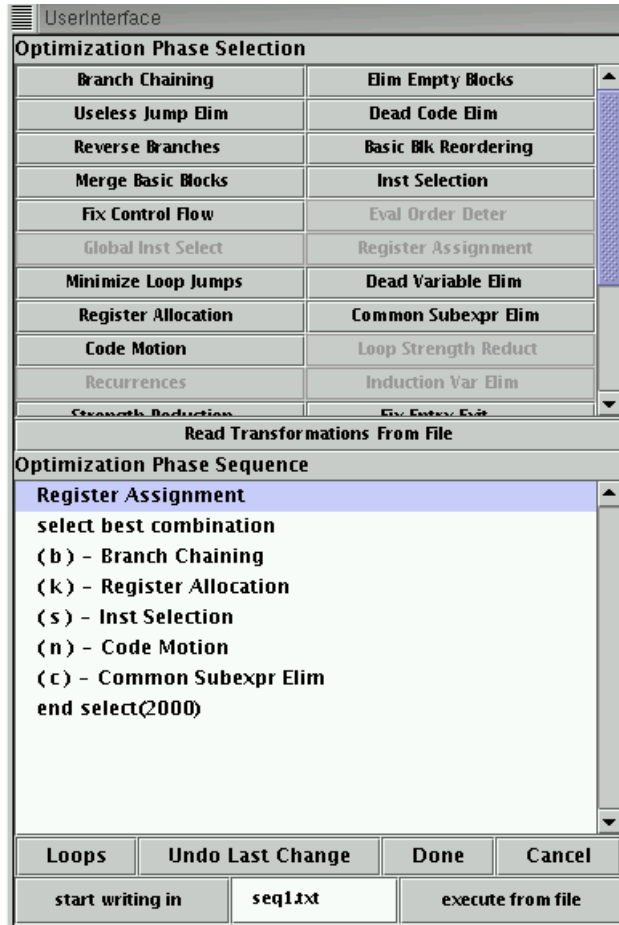 UserInterface
Optimization Phase Selection
Branch Chaining Elim Empty Blocks
Useless Jump Elim Dead Code Elim
Reverse Branches Basic Blk Reordering
Merge Basic Blocks Inst Selection
Fix Control Flow Eval Order Deter
Global Inst Select Register Assignment
Minimize Loop Jumps Dead Variable Elim
Register Allocation Common Subexpr Elim
Code Motion Loop Strength Reduct
Recurrences Induction Var Elim
Strength Reduction Fix Entry Exit
Read Transformations From File
Optimization Phase Sequence
Register Assignment
select best combination
(b) - Branch Chaining
(k) - Register Allocation
(s) - Inst Selection
(n) - Code Motion
(c) - Common Subexpr Elim
end select(2000)
Loops Undo Last Change Done Cancel
start writing in seq1.txt execute from file